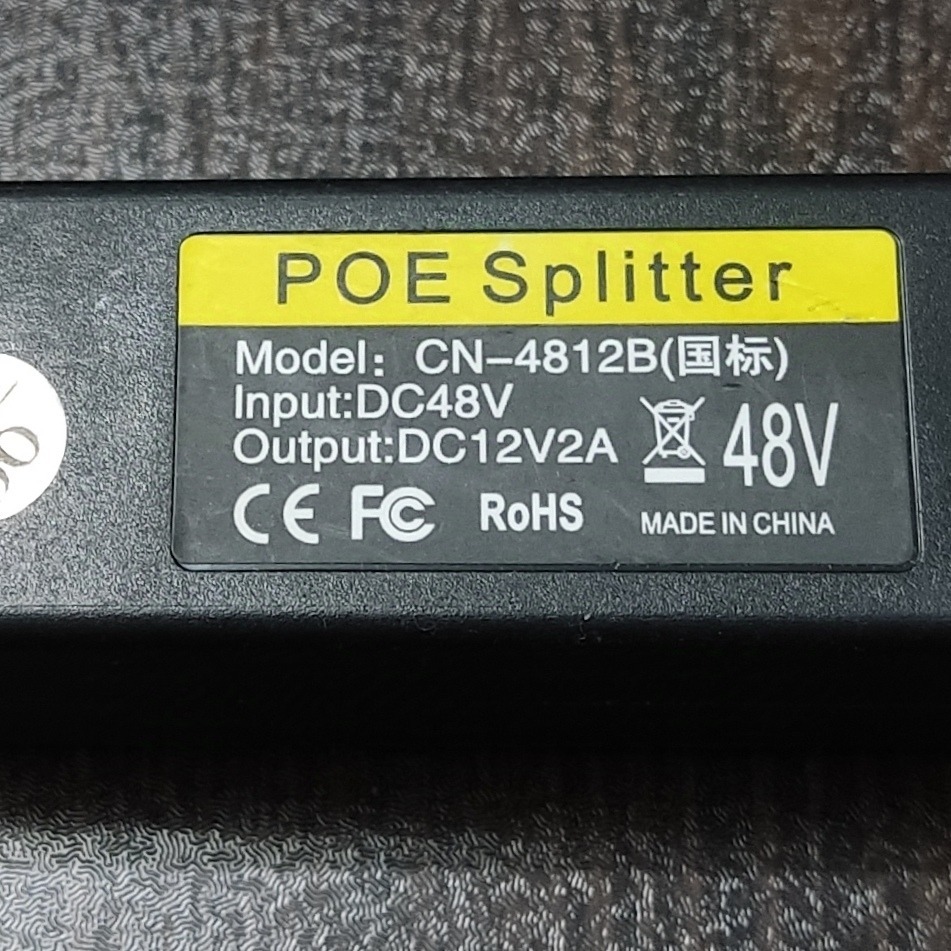 POE Splitter
Model：CN-4812B(国标)
Input:DC48V
Output:DC12V2A
48V
CE FC RoHS
MADE IN CHINA